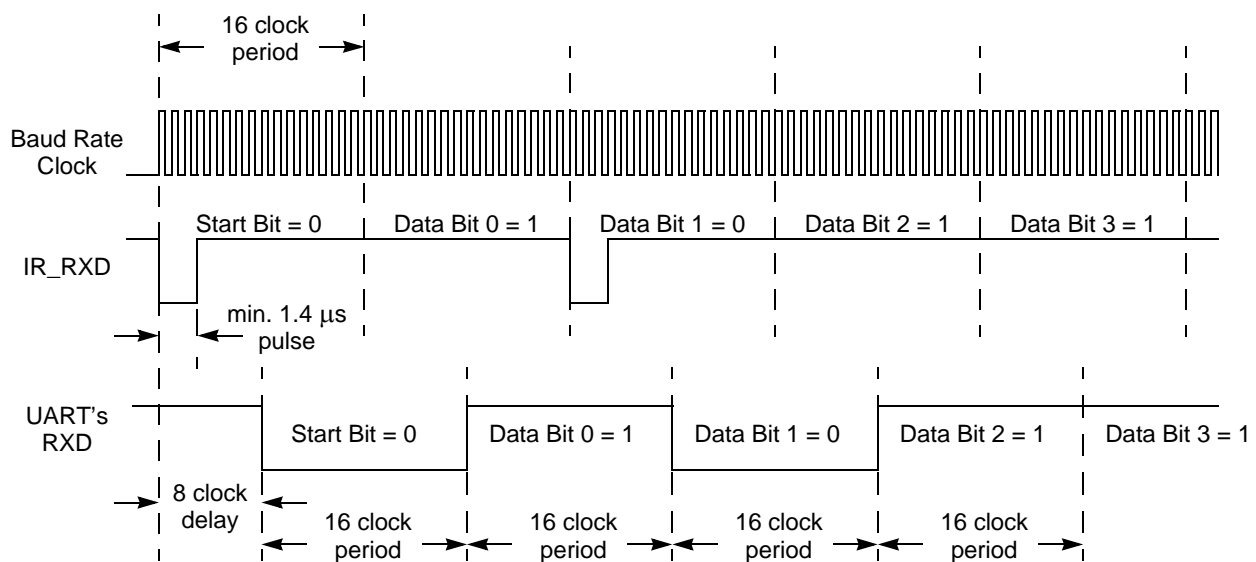 16 clock
period
Baud Rate
Clock
Start Bit = 0
Data Bit 0 = 1
Data Bit 1 = 0
Data Bit 2 = 1
Data Bit 3 = 1
IR_RXD
min. 1.4 μs
pulse
UART's
RXD
Start Bit = 0
Data Bit 0 = 1
Data Bit 1 = 0
Data Bit 2 = 1
Data Bit 3 = 1
8 clock
delay
16 clock
period
16 clock
period
16 clock
period
16 clock
period